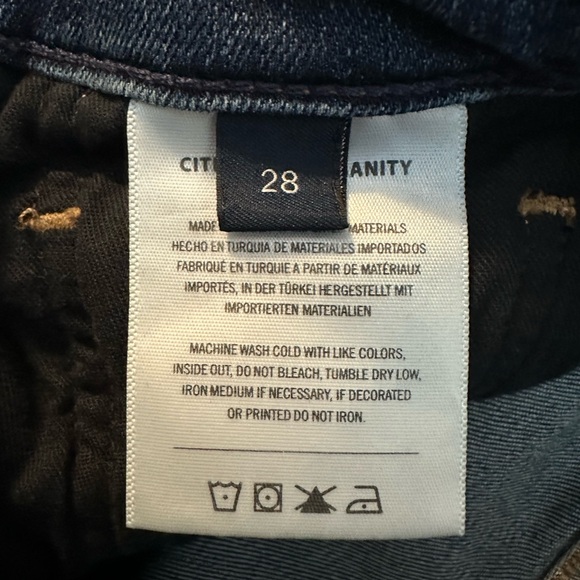 CIT ANITY
28
MADE MATERIALS
HECHO EN TURQUIA DE MATERIALES IMPORTADOS
FABRIQUÉ EN TURQUIE A PARTIR DE MATÉRIAUX
IMPORTÉS, IN DER TÜRKEI HERGESTELLT MIT
IMPORTIERTEN MATERIALIEN
MACHINE WASH COLD WITH LIKE COLORS,
INSIDE OUT, DO NOT BLEACH, TUMBLE DRY LOW,
IRON MEDIUM IF NECESSARY, IF DECORATED
OR PRINTED DO NOT IRON.